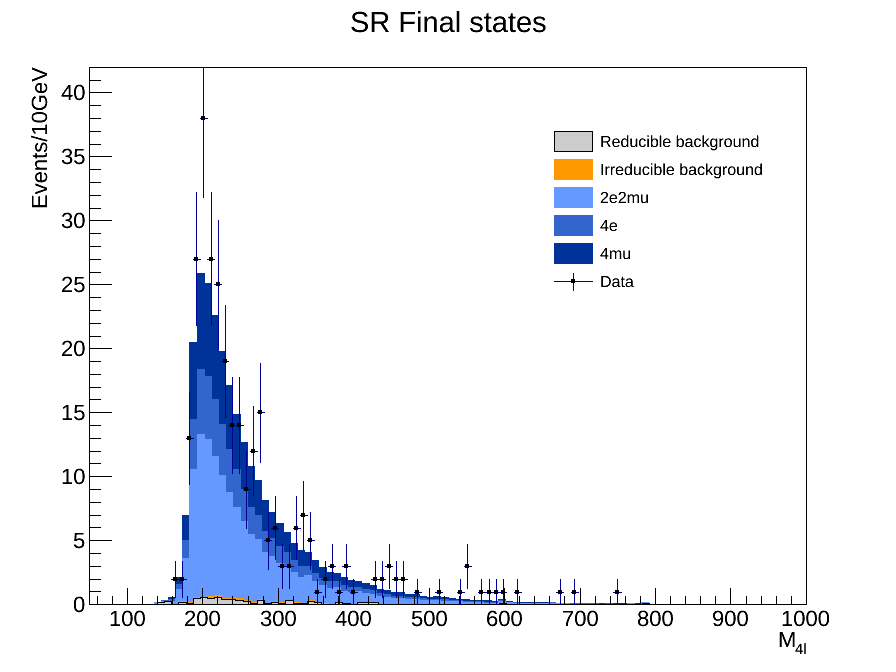 SR Final states
Events/10GeV
40
35
30
25
20
15
10
5
0
Reducible background
Irreducible background
2e2mu
4e
4mu
Data
100 200 300 400 500 600 700 800 900 1000
M4l